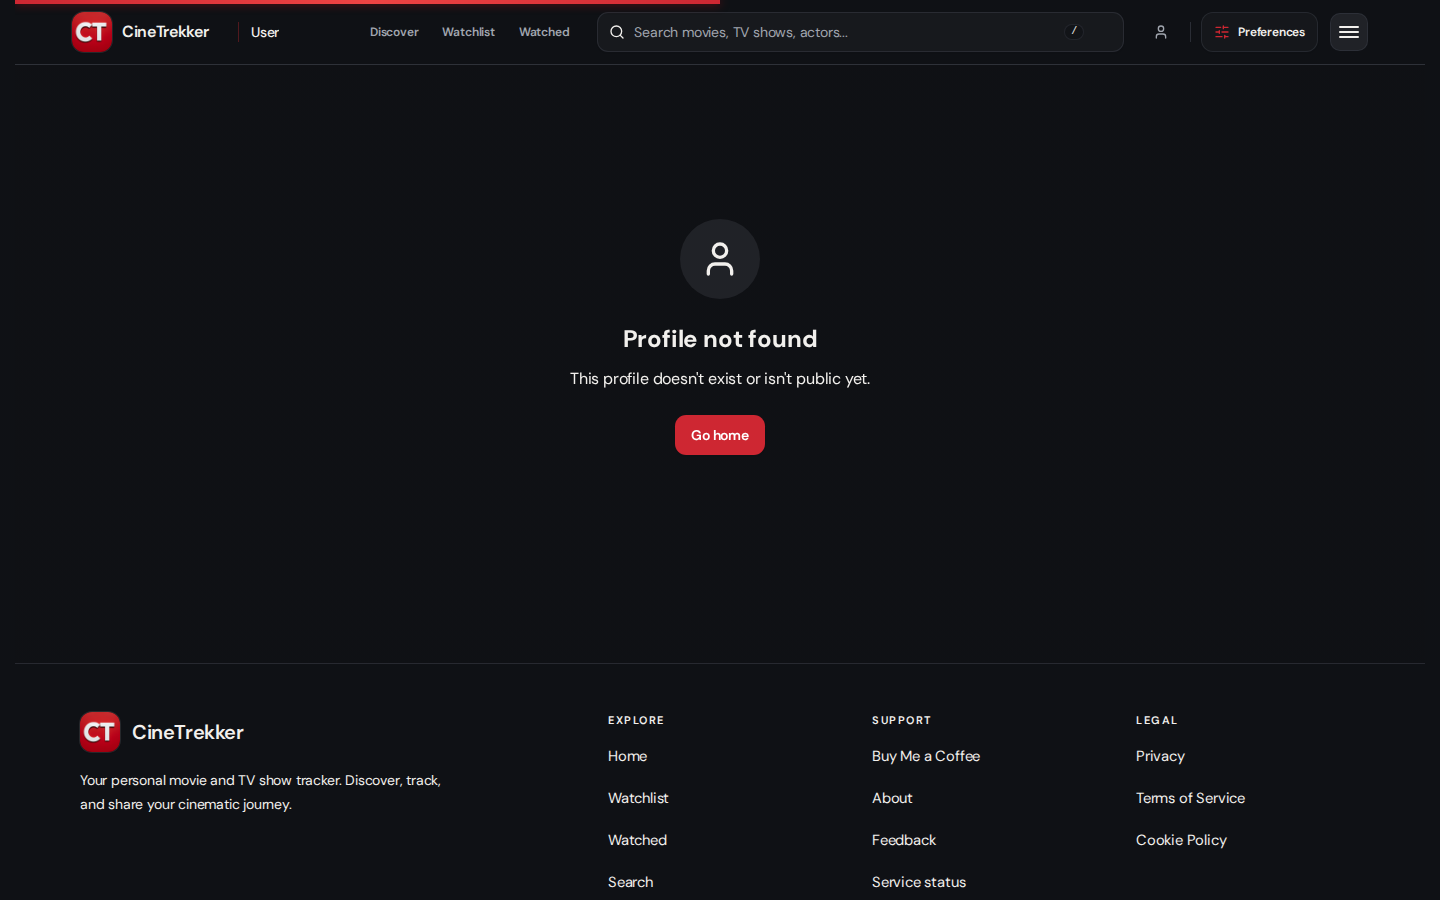 CT CineTrekker User Discover Watchlist Watched Search movies, TV shows, actors... / Preferences
Profile not found
This profile doesn't exist or isn't public yet.
Go home
CT CineTrekker
Your personal movie and TV show tracker. Discover, track,
and share your cinematic journey.
EXPLORE
Home
Watchlist
Watched
Search
SUPPORT
Buy Me a Coffee
About
Feedback
Service status
LEGAL
Privacy
Terms of Service
Cookie Policy